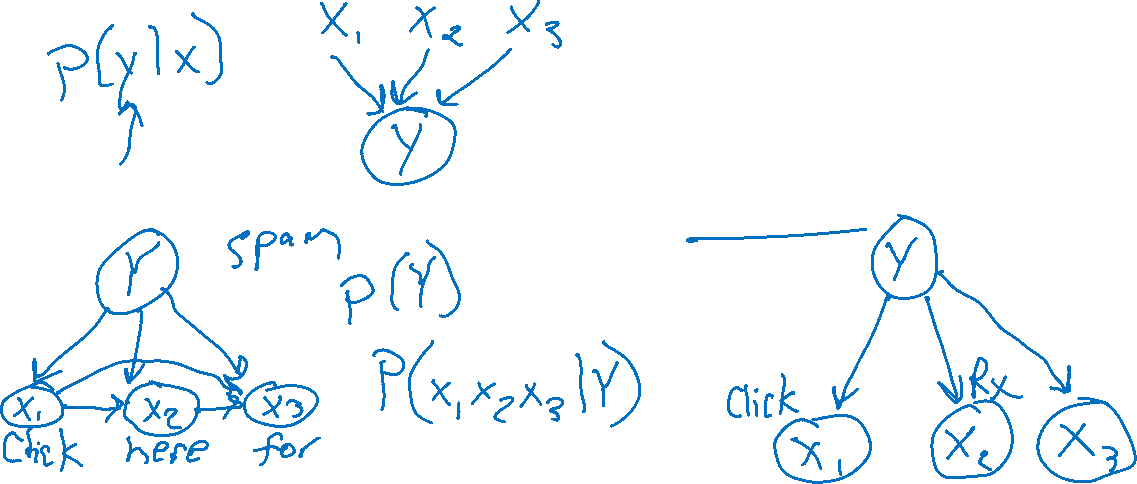 P(y|x)
X1 X2 X3
Y
Y spam
P(Y)
P(x1x2x3|Y)
x1 x2 x3
Click here for
Y
Click Rx
X1 X2 X3